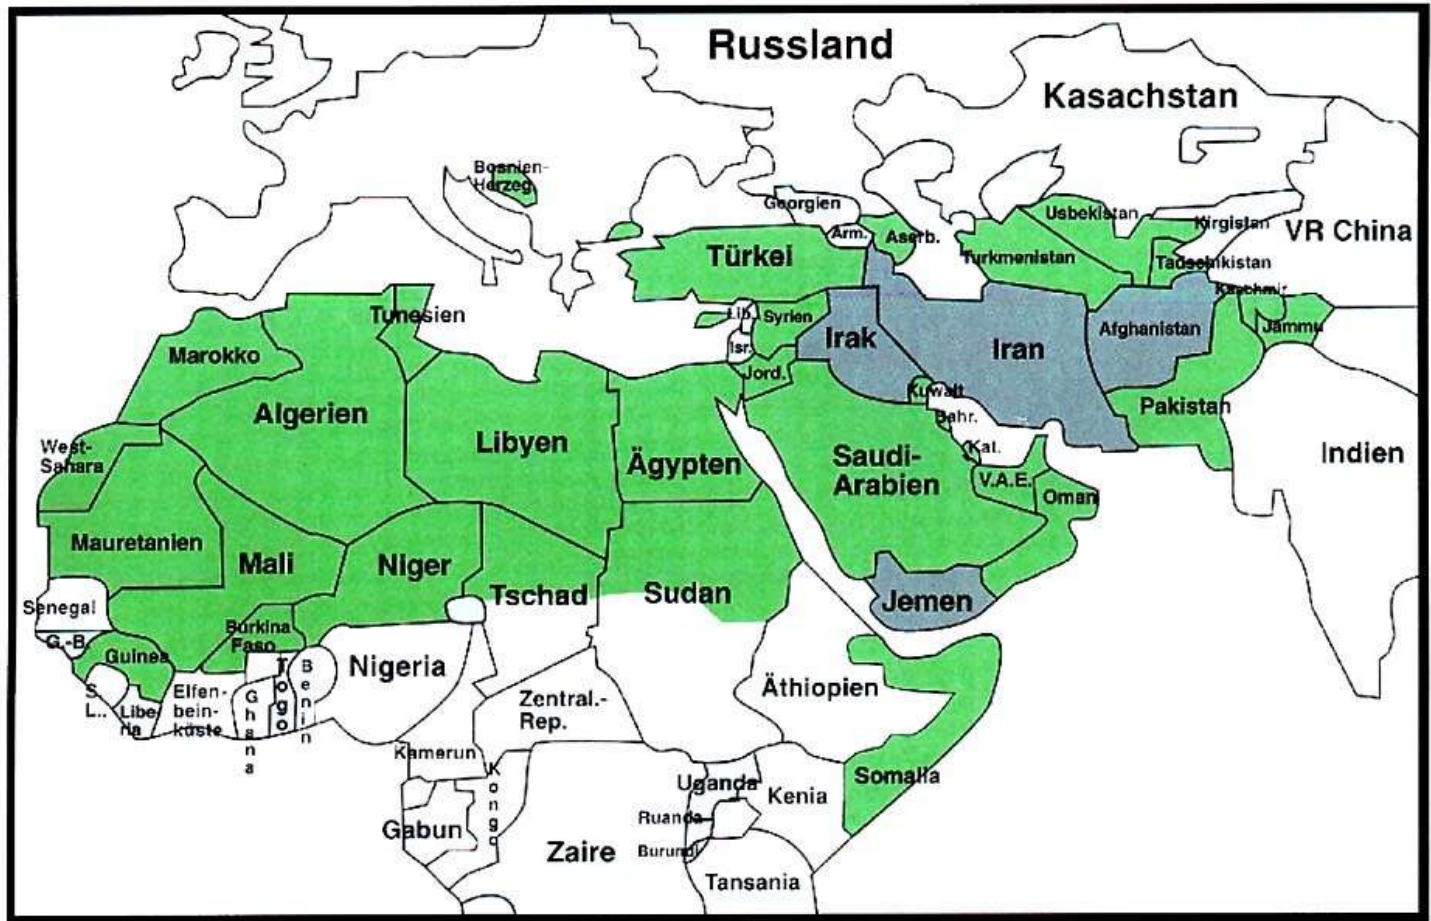 Russland
Kasachstan
Bosnien-
Herzeg.
Georgien
Arm.
Aserb.
Usbekistan
Kirgistan
VR China
Türkei
Turkmenistan
Tadschikistan
Kaschmir
Tunesien
Lib.
Syrien
Irak
Iran
Afghanistan
Jammu
Marokko
Isr.
Jord.
Kuwait
Bahr.
Pakistan
Algerien
Libyen
Ägypten
Saudi-
Arabien
Kat.
V.A.E.
Oman
Indien
West-
Sahara
Mauretanien
Mali
Niger
Tschad
Sudan
Jemen
Senegal
G.-B.
Guinea
Burkina
Faso
S.
L..
Libe-
ria
Elfen-
bein-
küste
Ghana
Togo
Benin
Nigeria
Zentral.-
Rep.
Äthiopien
Somalia
Kamerun
Kongo
Gabun
Zaire
Uganda
Ruanda
Burundi
Kenia
Tansania